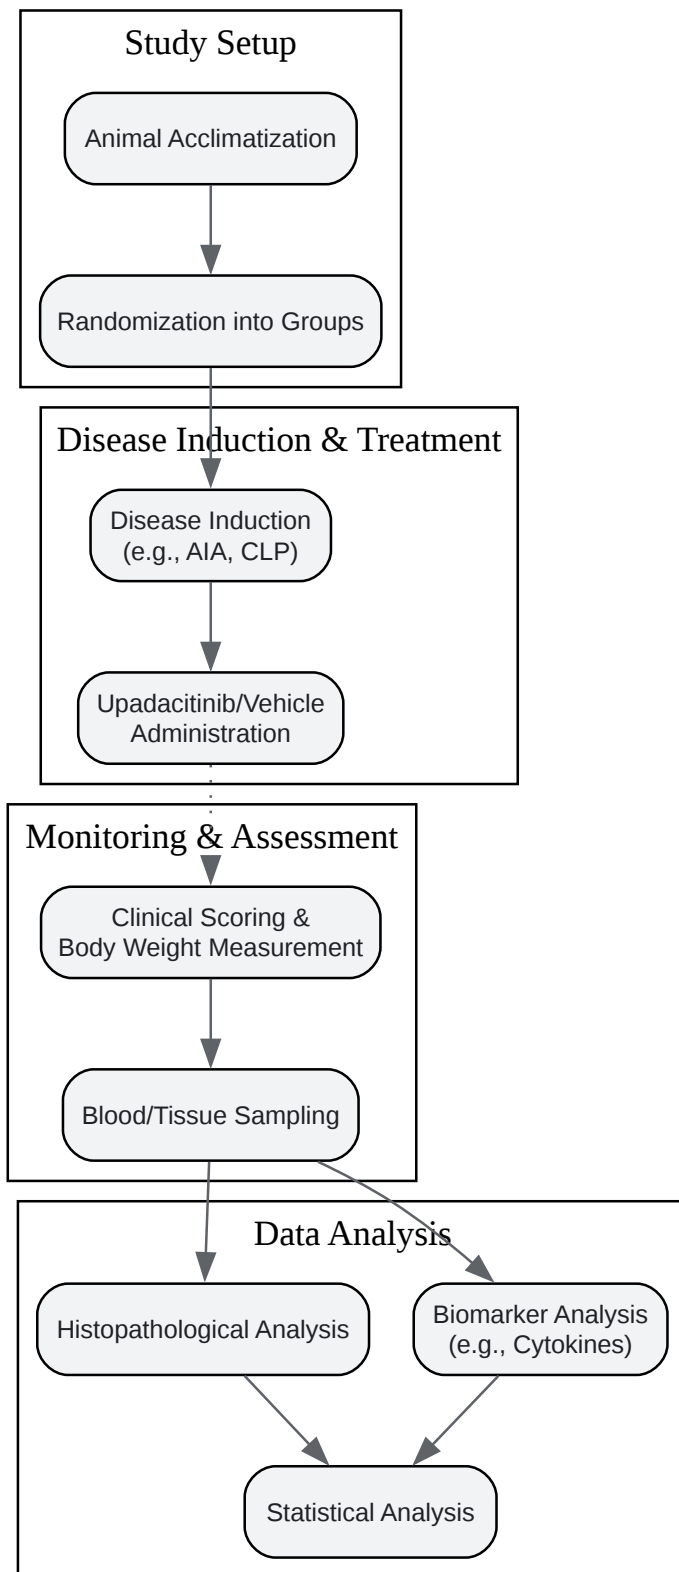 Study Setup
Animal Acclimatization
Randomization into Groups
Disease Induction & Treatment
Disease Induction
(e.g., AIA, CLP)
Upadacitinib/Vehicle
Administration
Monitoring & Assessment
Clinical Scoring &
Body Weight Measurement
Blood/Tissue Sampling
Data Analysis
Histopathological Analysis
Biomarker Analysis
(e.g., Cytokines)
Statistical Analysis